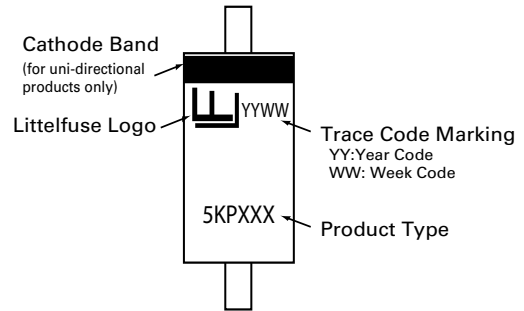 Cathode Band
(for uni-directional
products only)
Littelfuse Logo
YYWW
Trace Code Marking
YY:Year Code
WW: Week Code
5KPXXX
Product Type